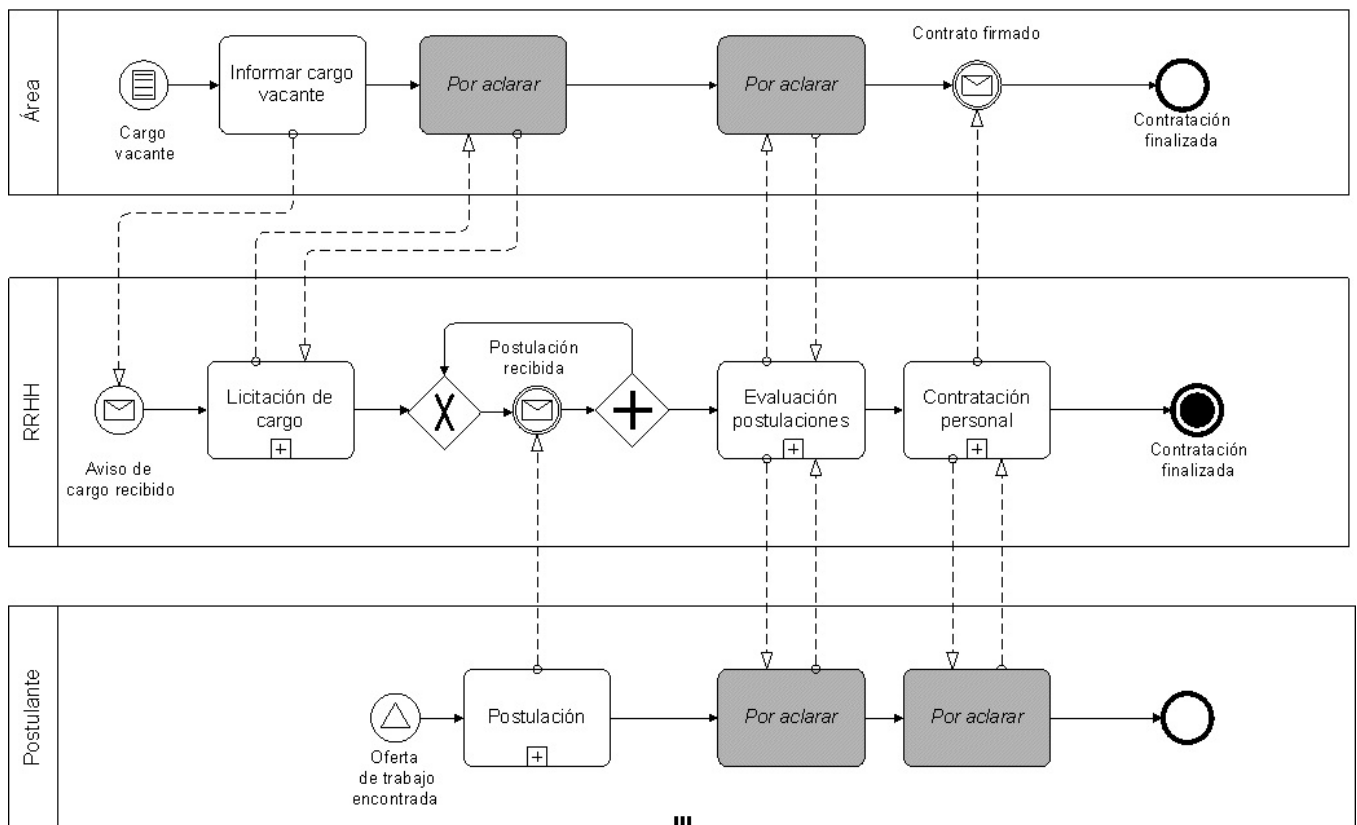 Área
Cargo
vacante
Informar cargo
vacante
Por aclarar
Por aclarar
Contrato firmado
Contratación
finalizada
RRHH
Aviso de
cargo recibido
Licitación de
cargo
Postulación
recibida
Evaluación
postulaciones
Contratación
personal
Contratación
finalizada
Postulante
Oferta
de trabajo
encontrada
Postulación
Por aclarar
Por aclarar